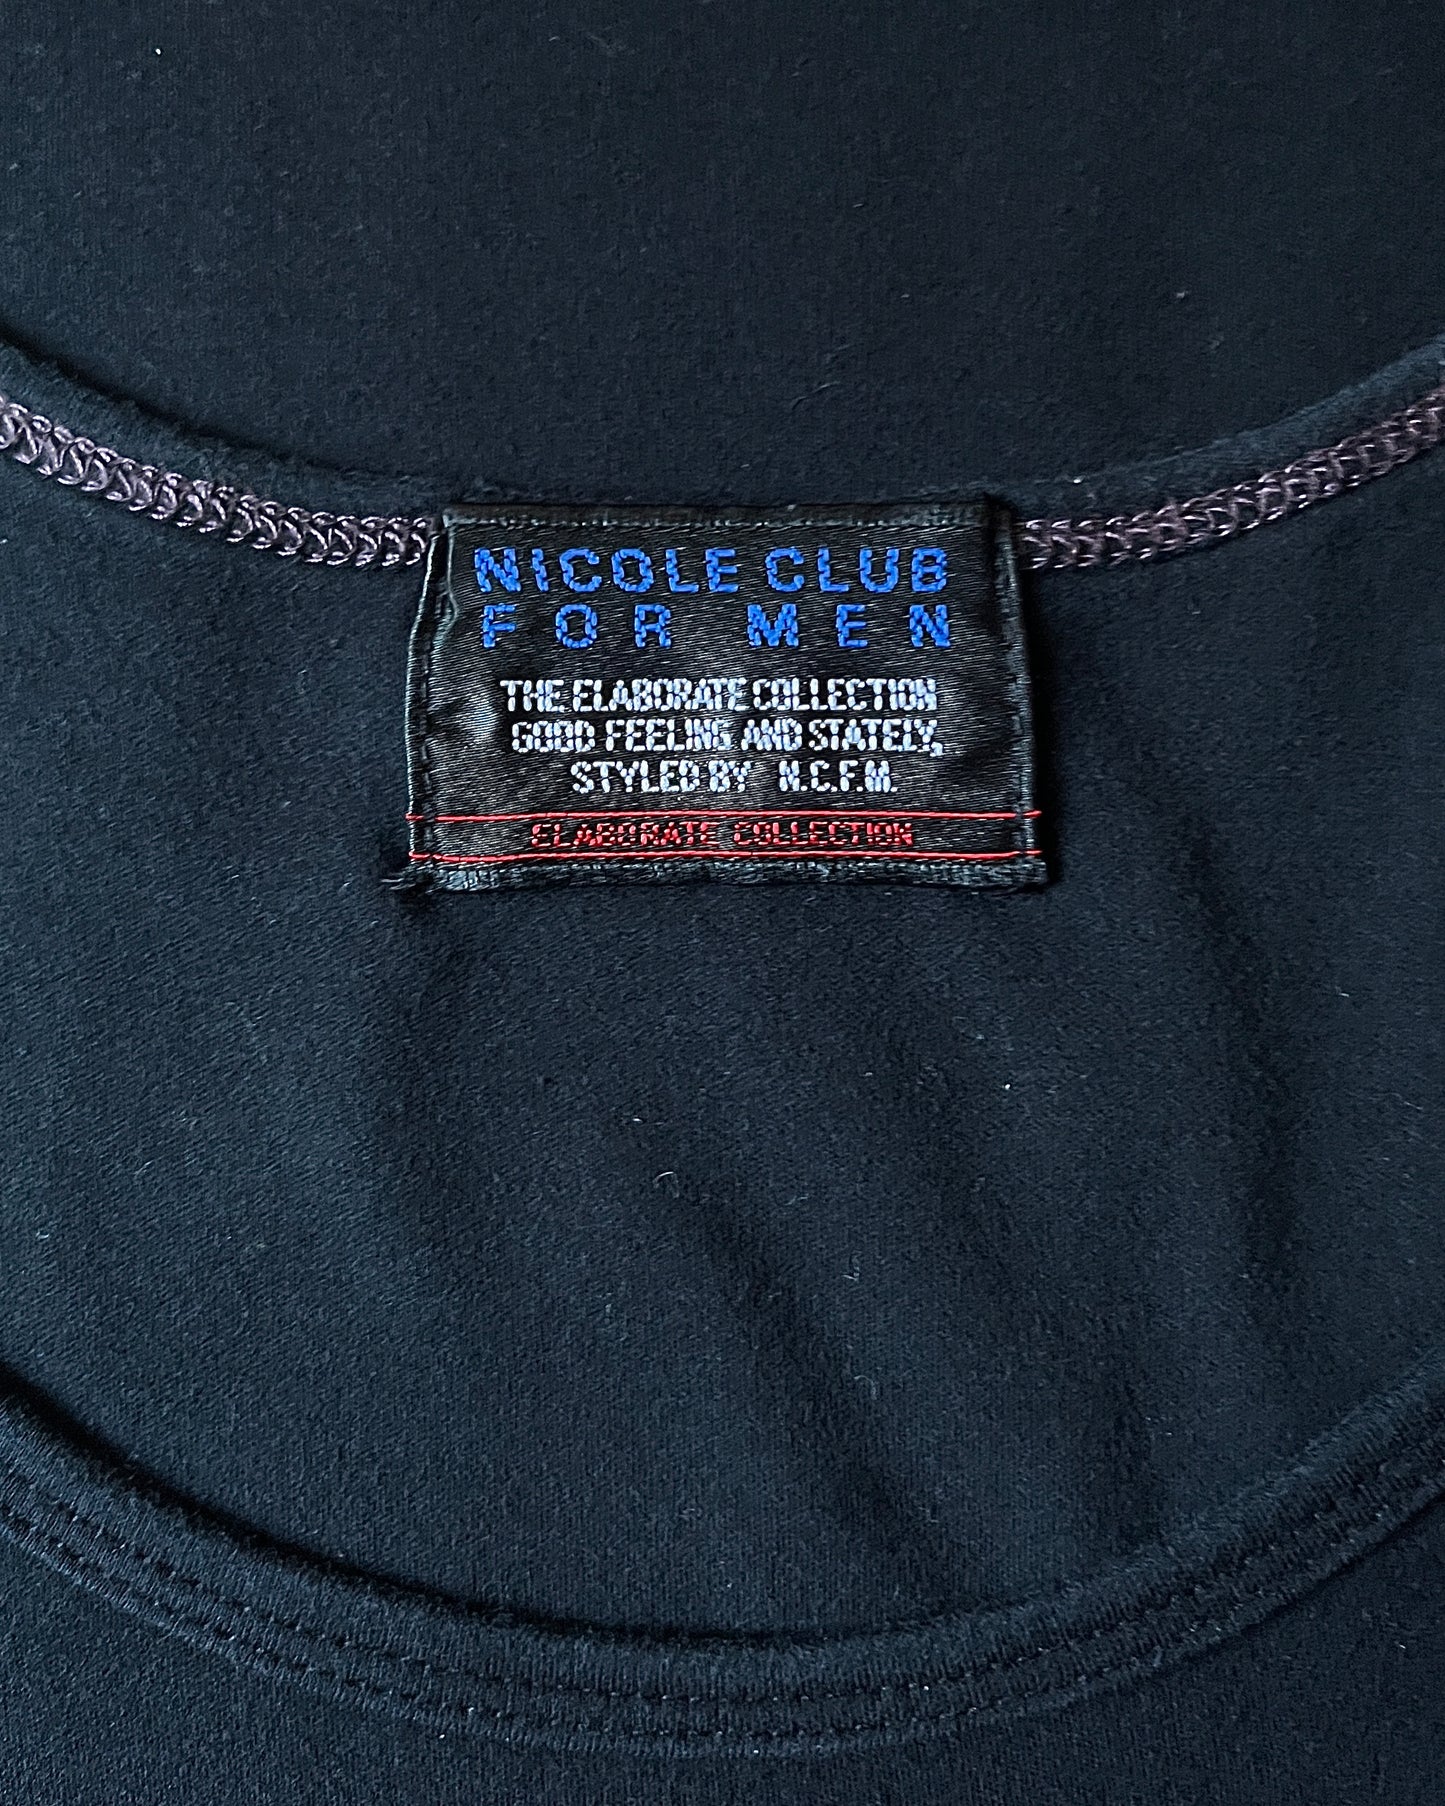 NICOLE CLUB
FOR MEN
THE ELABORATE COLLECTION
GOOD FEELING AND STATELY,
STYLED BY N.C.F.M.
ELABORATE COLLECTION